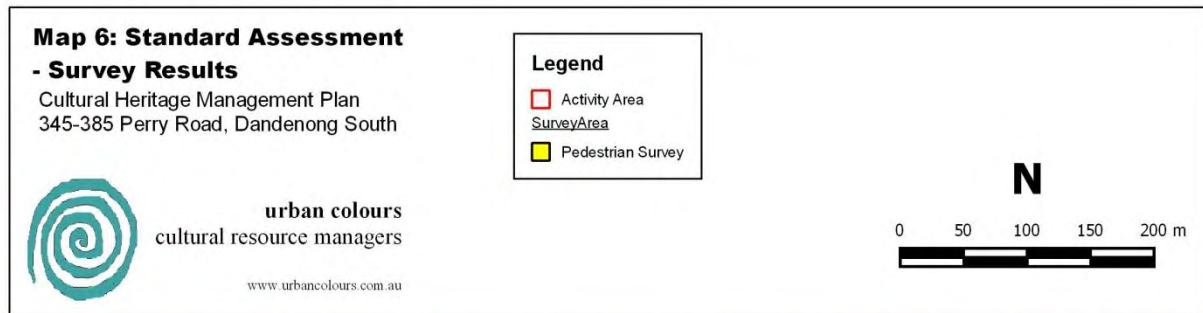 Map 6: Standard Assessment
- Survey Results
Cultural Heritage Management Plan
345-385 Perry Road, Dandenong South
urban colours
cultural resource managers
www.urbancolours.com.au
Legend
Activity Area
SurveyArea
Pedestrian Survey
N
0 50 100 150 200 m